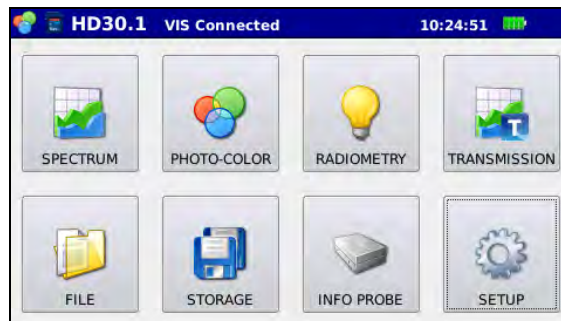 HD30.1 VIS Connected 10:24:51
SPECTRUM PHOTO-COLOR RADIOMETRY TRANSMISSION
T
FILE STORAGE INFO PROBE SETUP